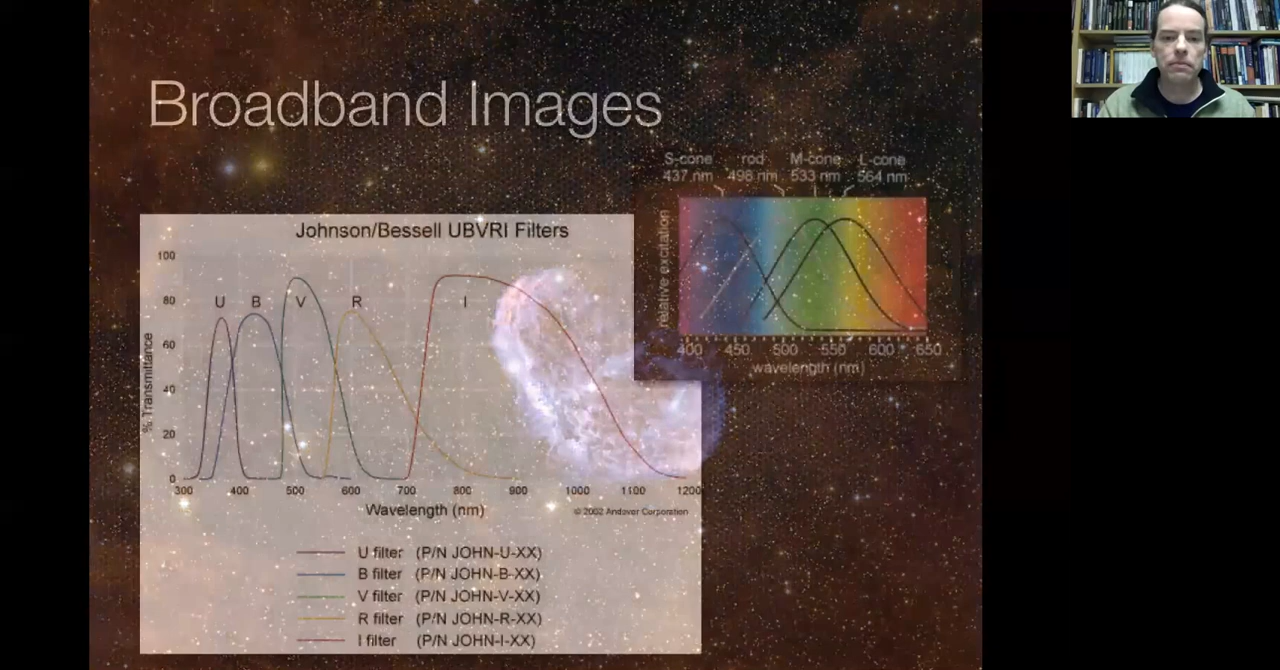 Broadband Images
S-cone rod M-cone L-cone
437 nm 498 nm 533 nm 564 nm
relative excitation
400 450 500 550 600 650
wavelength (nm)
Johnson/Bessell UBVRI Filters
100
80
60
40
20
0
% Transmittance
U B V R I
300 400 500 600 700 800 900 1000 1100 1200
Wavelength (nm)
© 2002 Andover Corporation
U filter (P/N JOHN-U-XX)
B filter (P/N JOHN-B-XX)
V filter (P/N JOHN-V-XX)
R filter (P/N JOHN-R-XX)
I filter (P/N JOHN-I-XX)